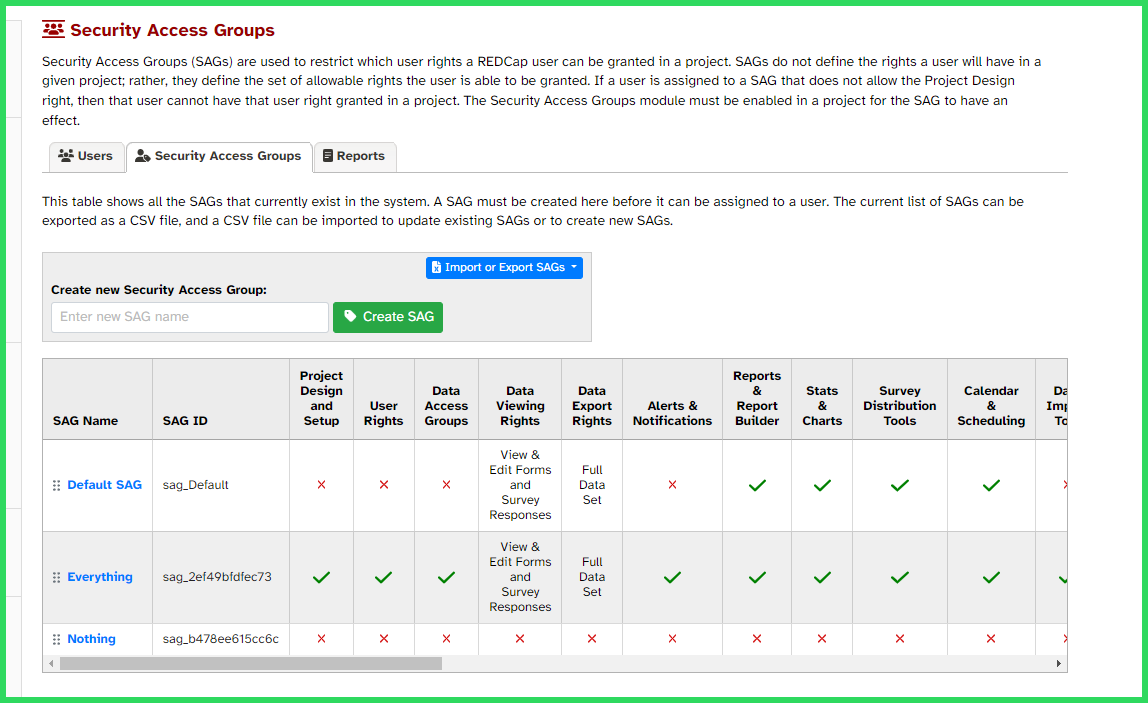 Security Access Groups
Security Access Groups (SAGs) are used to restrict which user rights a REDCap user can be granted in a project. SAGs do not define the rights a user will have in a
given project; rather, they define the set of allowable rights the user is able to be granted. If a user is assigned to a SAG that does not allow the Project Design
right, then that user cannot have that user right granted in a project. The Security Access Groups module must be enabled in a project for the SAG to have an
effect.
Users
Security Access Groups
Reports
This table shows all the SAGs that currently exist in the system. A SAG must be created here before it can be assigned to a user. The current list of SAGs can be
exported as a CSV file, and a CSV file can be imported to update existing SAGs or to create new SAGs.
Import or Export SAGs
Create new Security Access Group:
Enter new SAG name
Create SAG
SAG Name
SAG ID
Project
Design
and
Setup
User
Rights
Data
Access
Groups
Data
Viewing
Rights
Data
Export
Rights
Alerts &
Notifications
Reports
&
Report
Builder
Stats
&
Charts
Survey
Distribution
Tools
Calendar
&
Scheduling
Default SAG
sag_Default
View &
Edit Forms
and
Survey
Responses
Full
Data
Set
Everything
sag_2ef49bfdfec73
View &
Edit Forms
and
Survey
Responses
Full
Data
Set
Nothing
sag_b478ee615cc6c